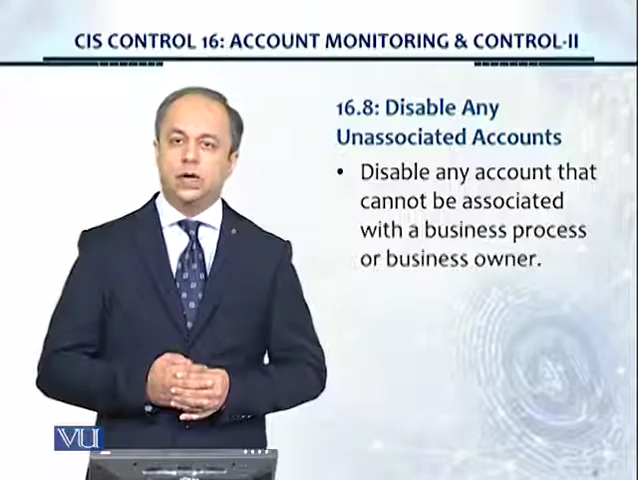 CIS CONTROL 16: ACCOUNT MONITORING & CONTROL-II
16.8: Disable Any
Unassociated Accounts
• Disable any account that
cannot be associated
with a business process
or business owner.
VU